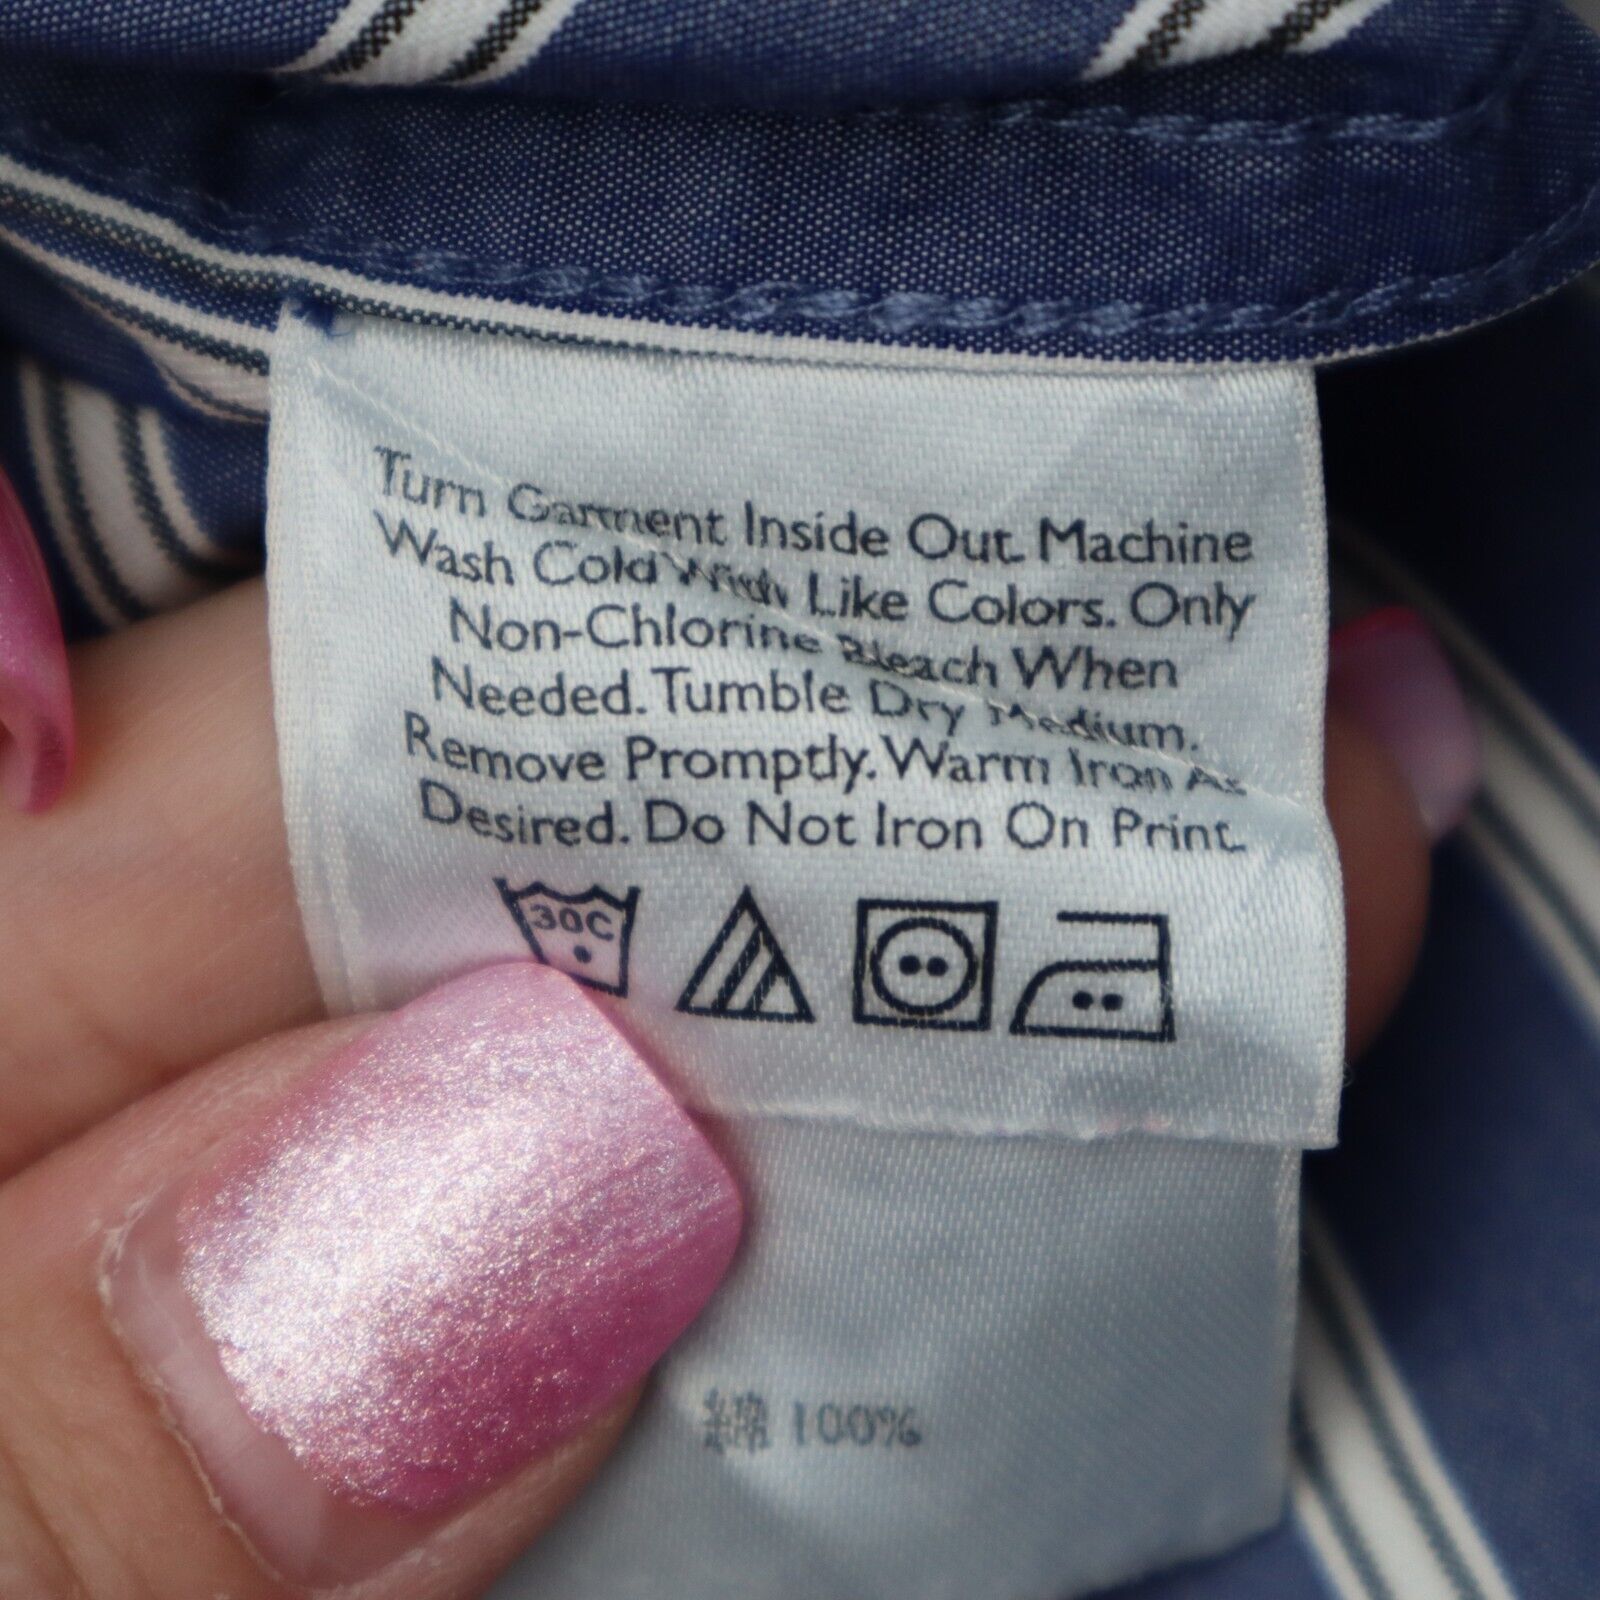 Turn Garment Inside Out. Machine
Wash Cold With Like Colors. Only
Non-Chlorine Bleach When
Needed. Tumble Dry Medium.
Remove Promptly. Warm Iron As
Desired. Do Not Iron On Print.
30C
綿 100%